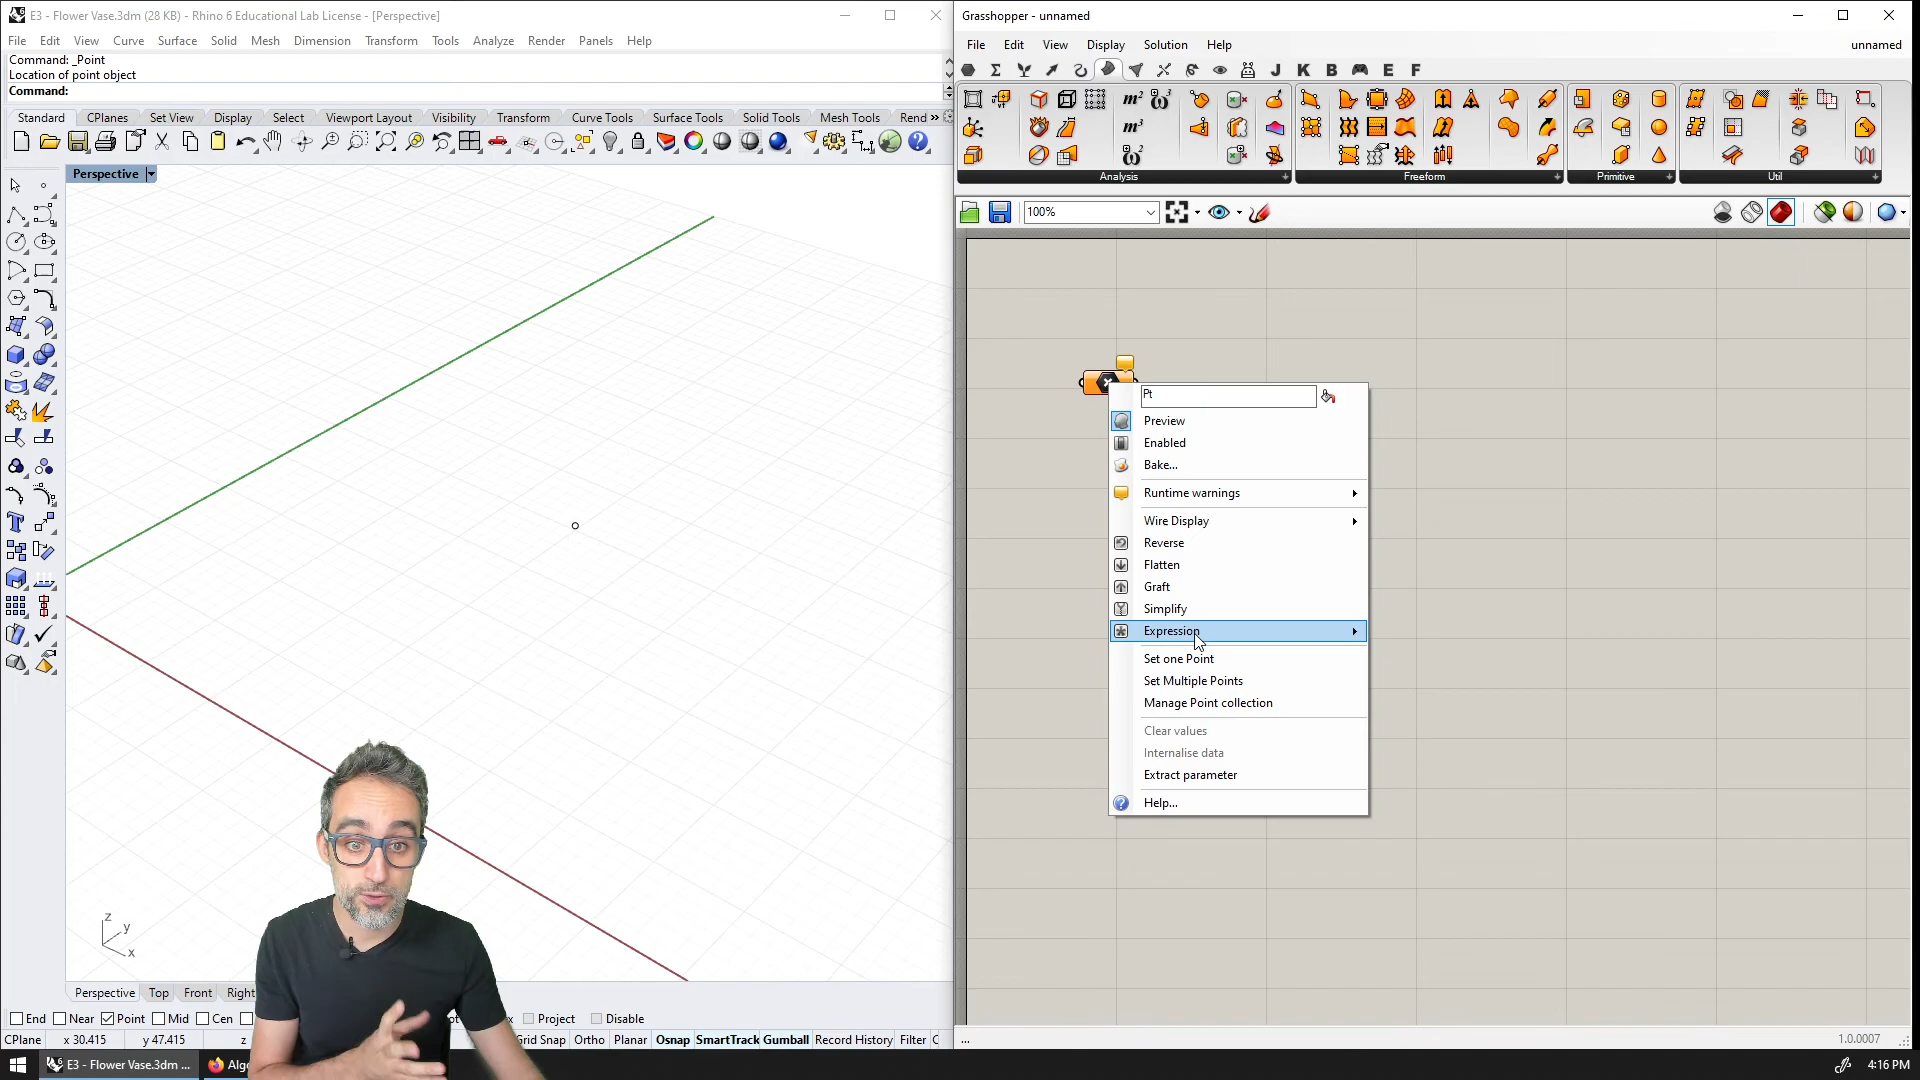 E3 - Flower Vase.3dm (28 KB) - Rhino 6 Educational Lab License - [Perspective]
File Edit View Curve Surface Solid Mesh Dimension Transform Tools Analyze Render Panels Help
Command: _Point
Location of point object
Command:
Standard CPlanes Set View Display Select Viewport Layout Visibility Transform Curve Tools Surface Tools Solid Tools Mesh Tools Rend »
Perspective
z
y
x
Perspective Top Front Right
End Near Point Mid Cen Project Disable
CPlane x 30.415 y 47.415 z Grid Snap Ortho Planar Osnap SmartTrack Gumball Record History Filter C
E3 - Flower Vase.3dm ... Algo
Grasshopper - unnamed
File Edit View Display Solution Help unnamed
J K B E F
m² ω³
m³
ω²
Analysis Freeform Primitive Util
100%
Pt
Preview
Enabled
Bake...
Runtime warnings
Wire Display
Reverse
Flatten
Graft
Simplify
Expression
Set one Point
Set Multiple Points
Manage Point collection
Clear values
Internalise data
Extract parameter
Help...
... 1.0.0007
4:16 PM